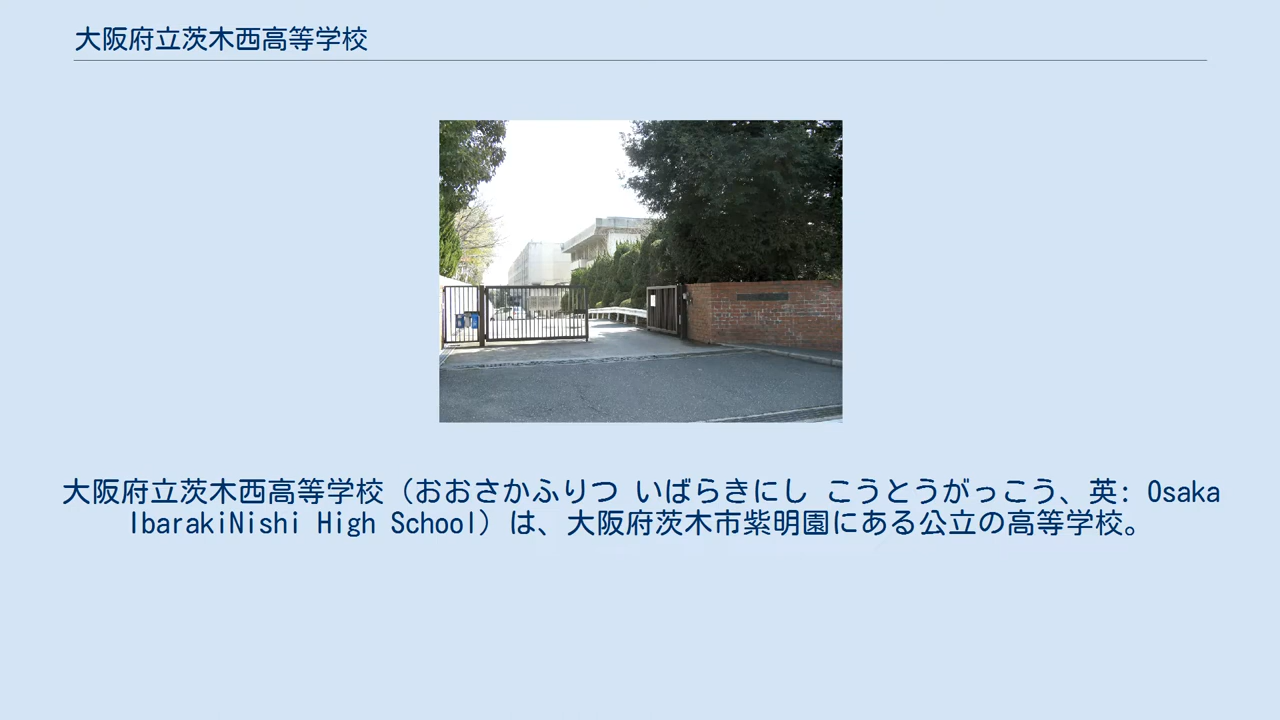 大阪府立茨木西高等学校
大阪府立茨木西高等学校（おおさかふりつ いばらきにし こうとうがっこう、英: Osaka
IbarakiNishi High School）は、大阪府茨木市紫明園にある公立の高等学校。